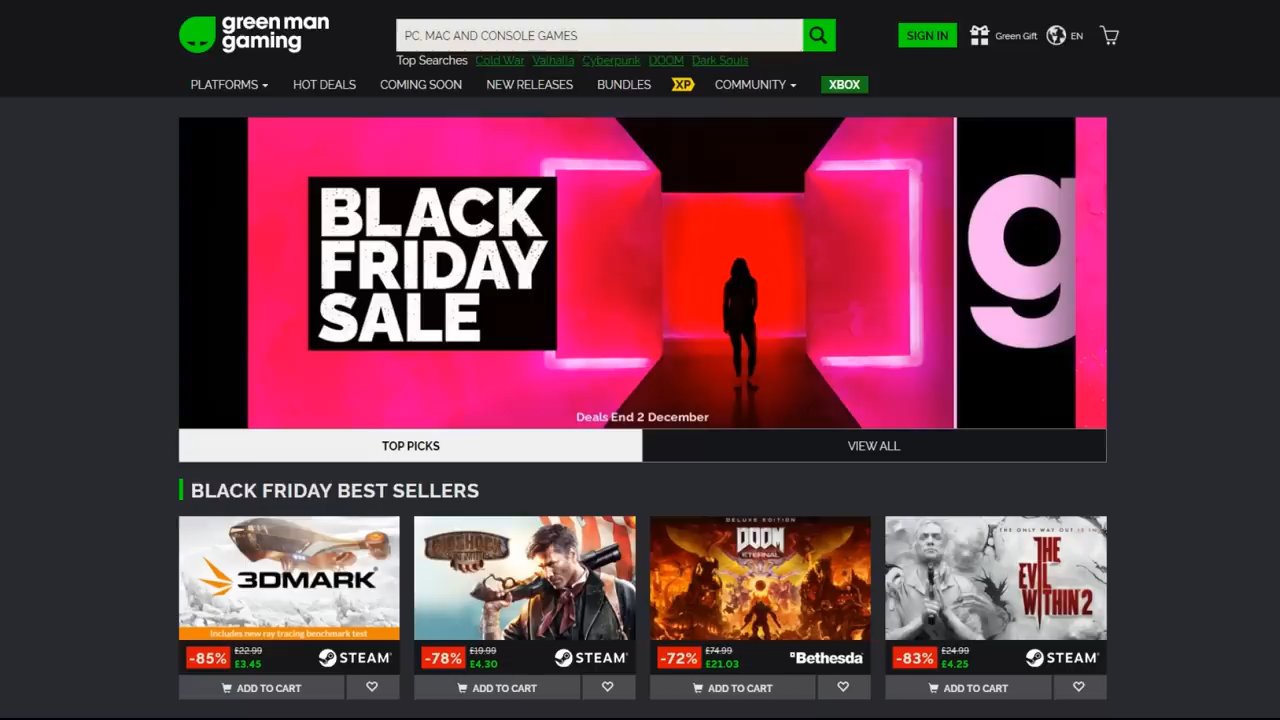 green man
gaming
PC, MAC AND CONSOLE GAMES
SIGN IN
Green Gift
EN
Top Searches Cold War Valhalla Cyberpunk DOOM Dark Souls
PLATFORMS HOT DEALS COMING SOON NEW RELEASES BUNDLES XP COMMUNITY XBOX
BLACK
FRIDAY
SALE
g
Deals End 2 December
TOP PICKS
VIEW ALL
BLACK FRIDAY BEST SELLERS
3DMARK
Includes new ray tracing benchmark test
-85%
£22.99
£3.45
STEAM
ADD TO CART
-78%
£19.99
£4.30
STEAM
ADD TO CART
DELUXE EDITION
DOOM
ETERNAL
-72%
£74.99
£21.03
Bethesda
ADD TO CART
THE ONLY WAY OUT IS IN
THE
EVIL
WITHIN 2
-83%
£24.99
£4.25
STEAM
ADD TO CART